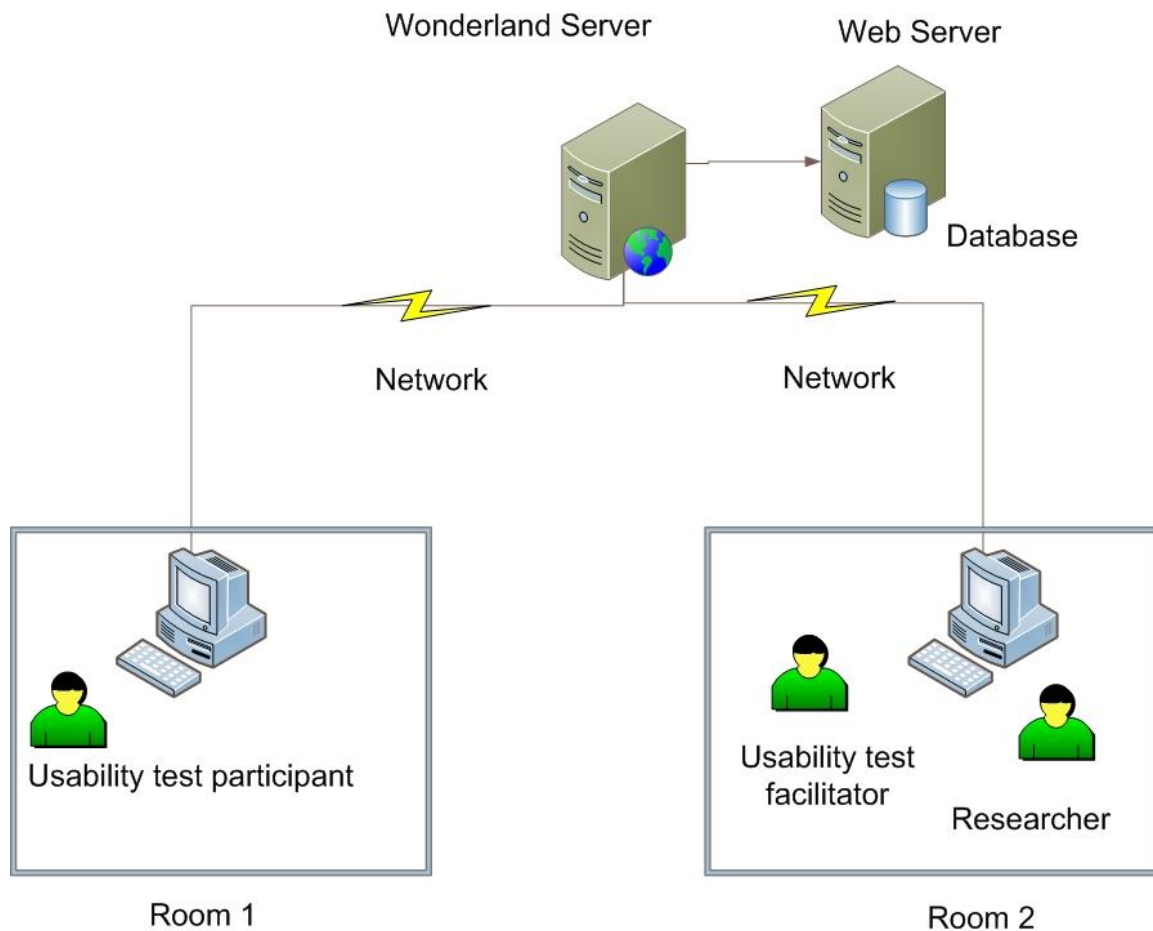 Wonderland Server
Web Server
Database
Network
Network
Usability test participant
Usability test
facilitator
Researcher
Room 1
Room 2